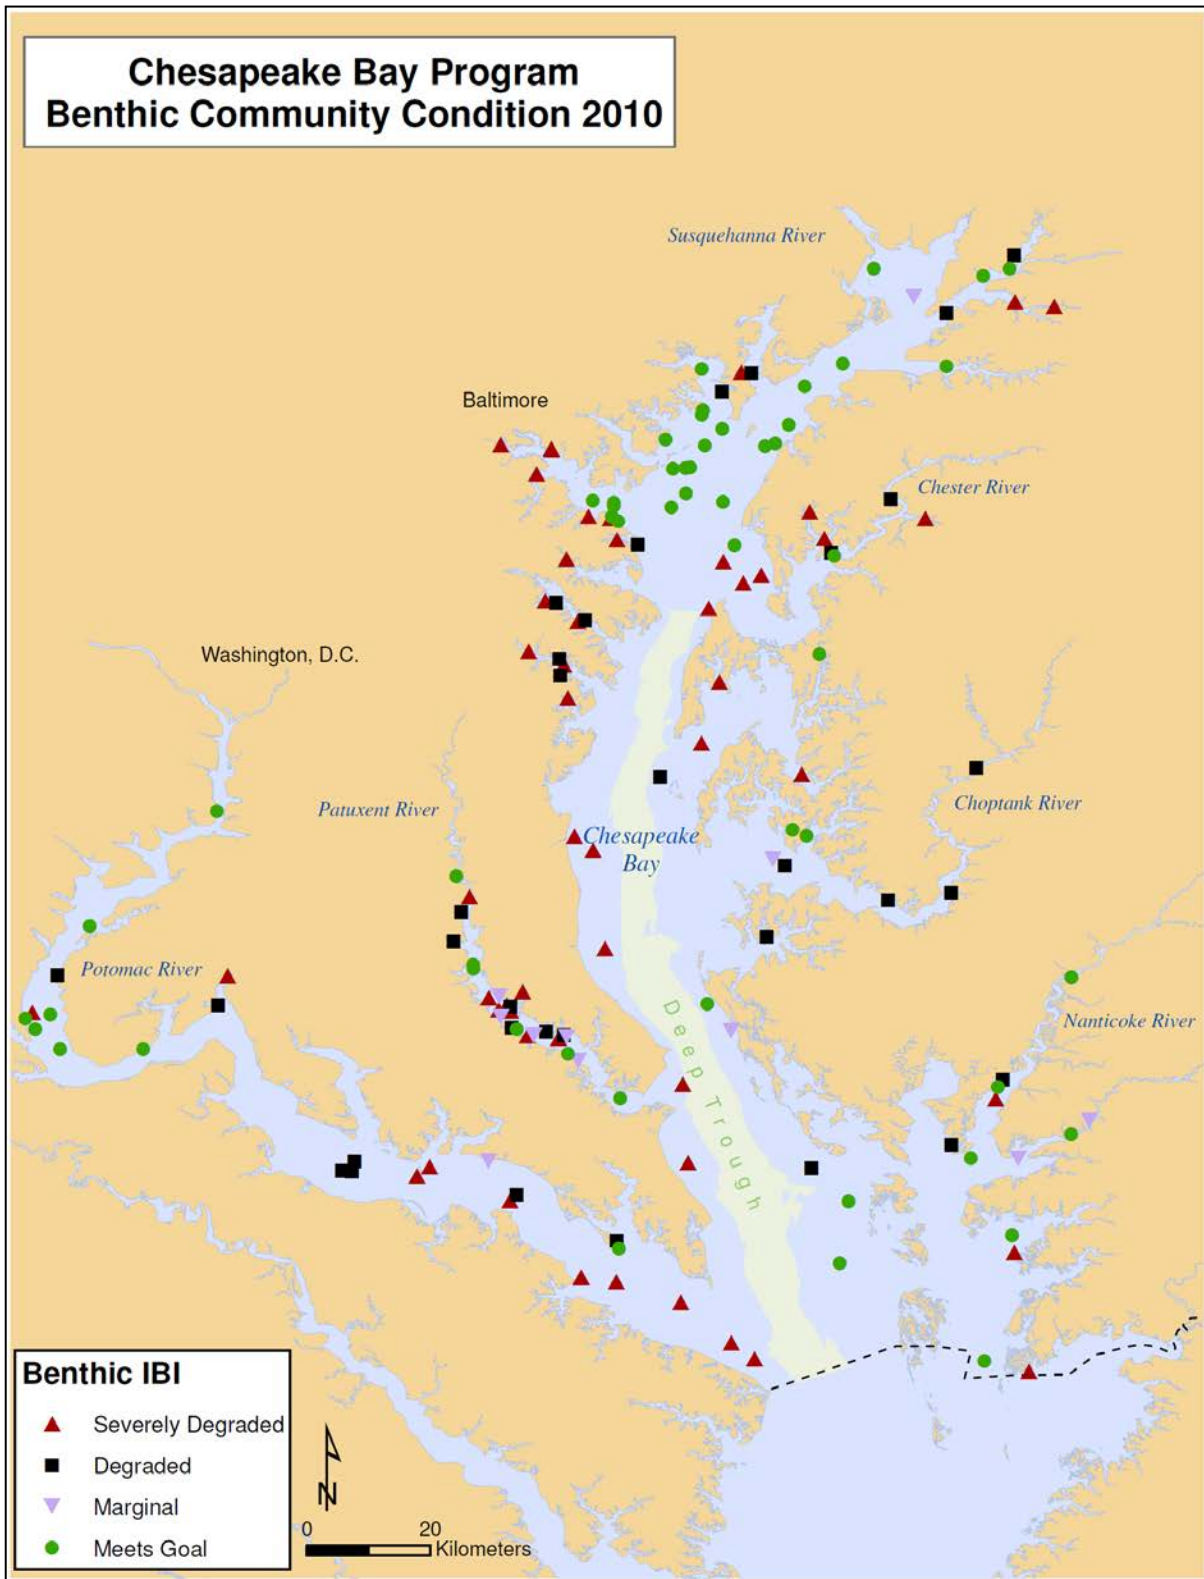 Chesapeake Bay Program
Benthic Community Condition 2010
Susquehanna River
Baltimore
Chester River
Washington, D.C.
Patuxent River
Choptank River
Chesapeake
Bay
Potomac River
Nanticoke River
Deep Trough
Benthic IBI
Severely Degraded
Degraded
Marginal
Meets Goal
N
0 20
Kilometers